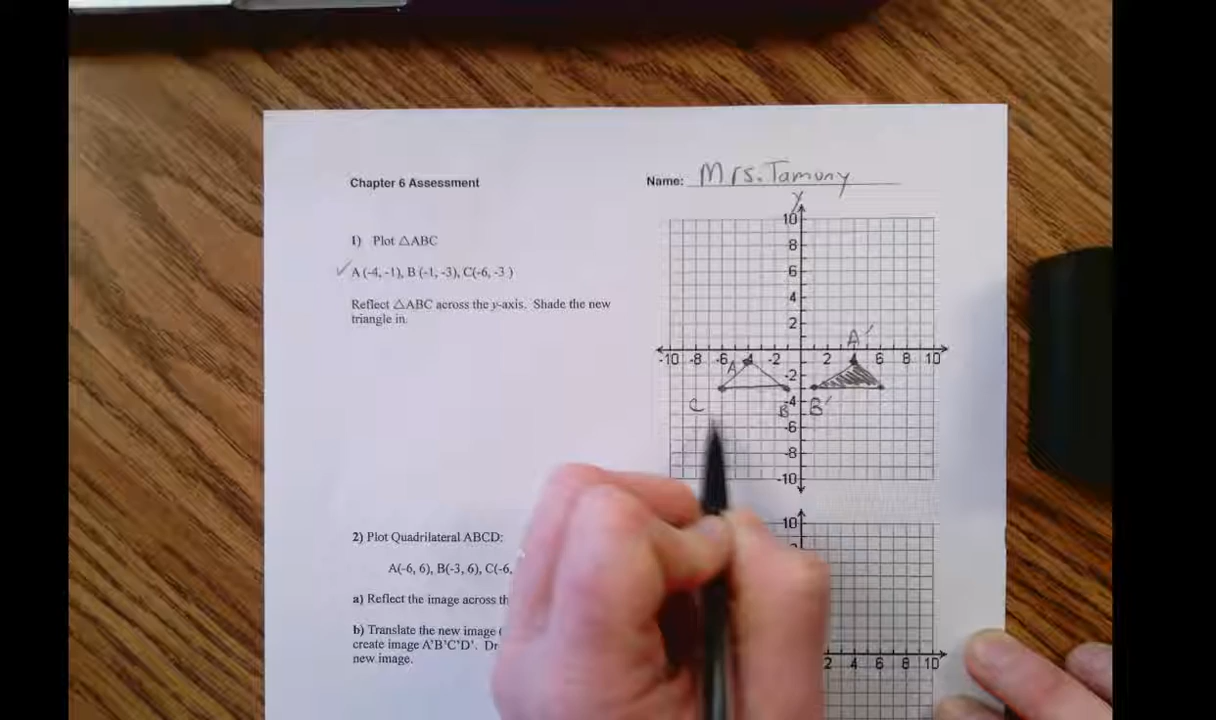 Chapter 6 Assessment
Name: Mrs. Tamuny
1) Plot △ABC
✓ A (-4, -1), B (-1, -3), C(-6, -3 )
Reflect △ABC across the y-axis. Shade the new
triangle in.
y
10
8
6
4
2
A′
-10 -8 -6 -4 -2 2 4 6 8 10
A
-2
C
-4
B
B′
-6
-8
-10
2) Plot Quadrilateral ABCD:
A(-6, 6), B(-3, 6), C(-6,
a) Reflect the image across th
b) Translate the new image (
create image A'B'C'D'. Dr
new image.
10
2 4 6 8 10